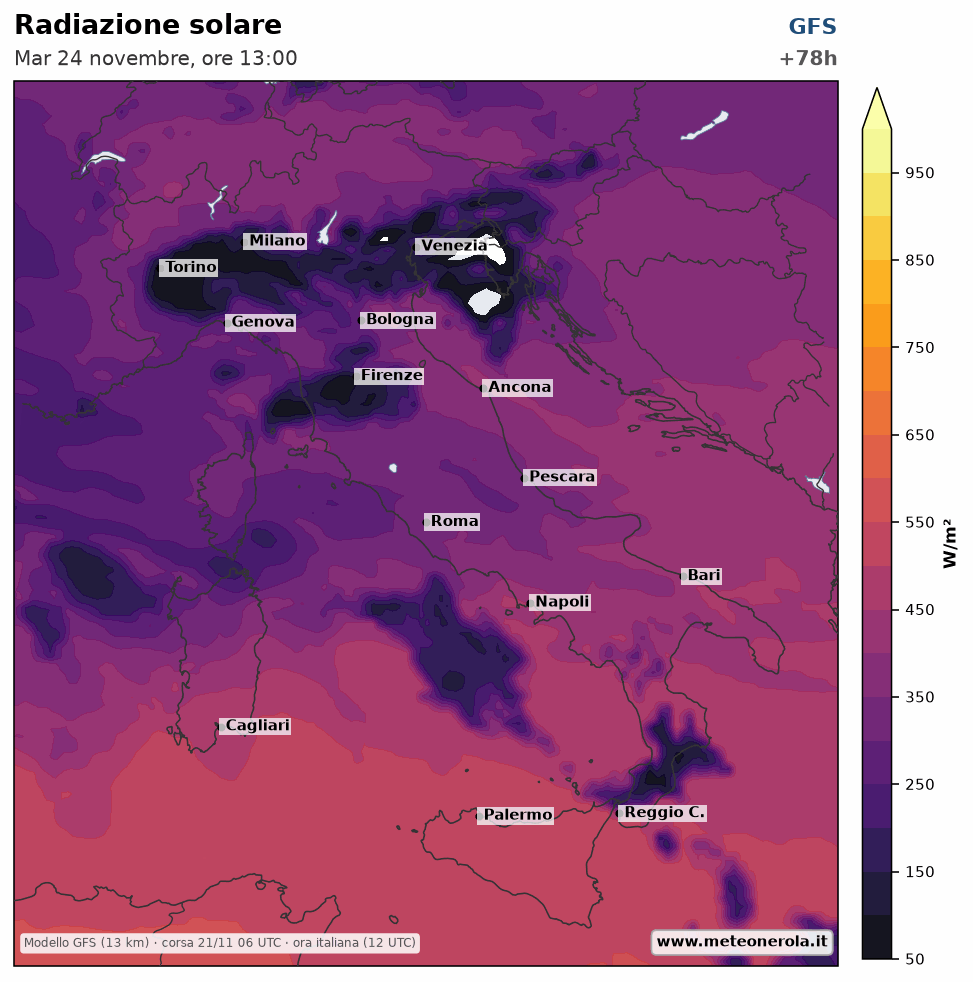 Radiazione solare
GFS
Mar 24 novembre, ore 13:00
+78h
950
850
750
650
550
450
350
250
150
50
W/m²
Milano
Venezia
Torino
Genova
Bologna
Firenze
Ancona
Pescara
Roma
Bari
Napoli
Cagliari
Palermo
Reggio C.
Modello GFS (13 km) · corsa 21/11 06 UTC · ora italiana (12 UTC)
www.meteonerola.it